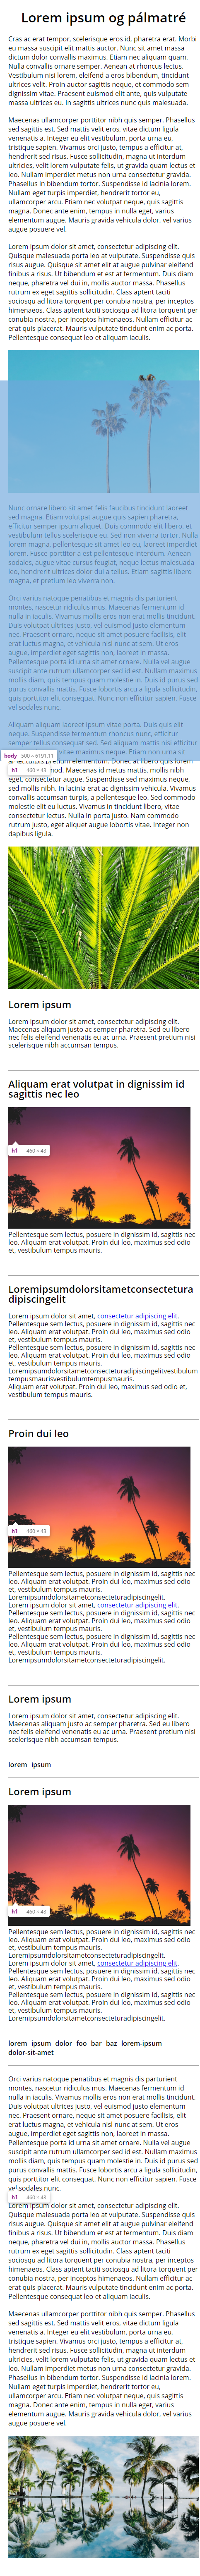 Lorem ipsum og pálmatré
Cras ac erat tempor, scelerisque eros id, pharetra erat. Morbi
eu massa suscipit elit mattis auctor. Nunc sit amet massa
dictum dolor convallis maximus. Etiam nec aliquam quam.
Nulla convallis ornare semper. Aenean at rhoncus lectus.
Vestibulum nisi lorem, eleifend a eros bibendum, tincidunt
ultrices velit. Proin auctor sagittis neque, et commodo sem
dignissim vitae. Praesent euismod elit ante, quis vulputate
massa ultrices eu. In sagittis ultrices nunc quis malesuada.
Maecenas ullamcorper porttitor nibh quis semper. Phasellus
sed sagittis est. Sed mattis velit eros, vitae dictum ligula
venenatis a. Integer eu elit vestibulum, porta urna eu,
tristique sapien. Vivamus orci justo, tempus a efficitur at,
hendrerit sed risus. Fusce sollicitudin, magna ut interdum
ultricies, velit lorem vulputate felis, ut gravida quam lectus et
leo. Nullam imperdiet metus non urna consectetur gravida.
Phasellus in bibendum tortor. Suspendisse id lacinia lorem.
Nullam eget turpis imperdiet, hendrerit tortor eu,
ullamcorper arcu. Etiam nec volutpat neque, quis sagittis
magna. Donec ante enim, tempus in nulla eget, varius
elementum augue. Mauris gravida vehicula dolor, vel varius
augue posuere vel.
Lorem ipsum dolor sit amet, consectetur adipiscing elit.
Quisque malesuada porta leo at vulputate. Suspendisse quis
risus augue. Quisque sit amet elit at augue pulvinar eleifend
finibus a risus. Ut bibendum et est at fermentum. Duis diam
neque, pharetra vel dui in, mollis auctor massa. Phasellus
rutrum ex eget sagittis sollicitudin. Class aptent taciti
sociosqu ad litora torquent per conubia nostra, per inceptos
himenaeos. Class aptent taciti sociosqu ad litora torquent per
conubia nostra, per inceptos himenaeos. Nullam efficitur ac
erat quis placerat. Mauris vulputate tincidunt enim ac porta.
Pellentesque consequat leo et aliquam iaculis.
Nunc ornare libero sit amet felis faucibus tincidunt laoreet
sed magna. Etiam volutpat augue quis sapien pharetra,
efficitur semper ipsum aliquet. Duis commodo elit libero, et
vestibulum tellus scelerisque eu. Sed non viverra tortor. Nulla
lorem magna, pellentesque sit amet leo eu, laoreet imperdiet
lorem. Fusce porttitor a est pellentesque interdum. Aenean
sodales, augue vitae cursus feugiat, neque lectus malesuada
leo, hendrerit ultrices dolor dui a tellus. Etiam sagittis libero
magna, et pretium leo viverra non.
Orci varius natoque penatibus et magnis dis parturient
montes, nascetur ridiculus mus. Maecenas fermentum id
nulla in iaculis. Vivamus mollis eros non erat mollis tincidunt.
Duis volutpat ultrices justo, vel euismod justo elementum
nec. Praesent ornare, neque sit amet posuere facilisis, elit
erat luctus magna, et vehicula nisl nunc at sem. Ut eros
augue, imperdiet eget sagittis non, laoreet in massa.
Pellentesque porta id urna sit amet ornare. Nulla vel augue
suscipit ante rutrum ullamcorper sed id est. Nullam maximus
mollis diam, quis tempus quam molestie in. Duis id purus sed
purus convallis mattis. Fusce lobortis arcu a ligula sollicitudin,
quis porttitor elit consequat. Nunc non efficitur sapien. Fusce
vel sodales nunc.
Aliquam aliquam laoreet ipsum vitae porta. Duis quis elit
neque. Suspendisse fermentum rhoncus nunc, efficitur
semper tellus consequat sed. Sed aliquam mattis nisi efficitur
vitae maximus neque. Etiam non urna sit
elementum. Donec at libero quis lorem
mod. Maecenas id metus mattis, mollis nibh
eget, consectetur augue. Suspendisse sed maximus neque,
sed mollis nibh. In lacinia erat ac dignissim vehicula. Vivamus
convallis accumsan turpis, a pellentesque leo. Sed commodo
molestie elit eu luctus. Vivamus in tincidunt libero, vitae
consectetur lectus. Nulla in porta justo. Nam commodo
rutrum justo, eget aliquet augue lobortis vitae. Integer non
dapibus ligula.
body 500 × 6191.11
h1 460 × 43
Lorem ipsum
Lorem ipsum dolor sit amet, consectetur adipiscing elit.
Maecenas aliquam justo ac semper pharetra. Sed eu libero
nec felis eleifend venenatis eu ac urna. Praesent pretium nisi
scelerisque nibh accumsan tempus.
Aliquam erat volutpat in dignissim id
sagittis nec leo
h1 460 × 43
Pellentesque sem lectus, posuere in dignissim id, sagittis nec
leo. Aliquam erat volutpat. Proin dui leo, maximus sed odio
et, vestibulum tempus mauris.
Loremipsumdolorsitametconsectetura
dipiscingelit
Lorem ipsum dolor sit amet, consectetur adipiscing elit.
Pellentesque sem lectus, posuere in dignissim id, sagittis nec
leo. Aliquam erat volutpat. Proin dui leo, maximus sed odio
et, vestibulum tempus mauris.
Pellentesque sem lectus, posuere in dignissim id, sagittis nec
leo. Aliquam erat volutpat. Proin dui leo, maximus sed odio
et, vestibulum tempus mauris.
Loremipsumdolorsitametconsecteturadipiscingelitvestibulum
tempusmaurisvestibulumtempusmauris.
Aliquam erat volutpat. Proin dui leo, maximus sed odio et,
vestibulum tempus mauris.
Proin dui leo
h1 460 × 43
Pellentesque sem lectus, posuere in dignissim id, sagittis nec
leo. Aliquam erat volutpat. Proin dui leo, maximus sed odio
et, vestibulum tempus mauris.
Loremipsumdolorsitametconsecteturadipiscingelit.
Lorem ipsum dolor sit amet, consectetur adipiscing elit.
Pellentesque sem lectus, posuere in dignissim id, sagittis nec
leo. Aliquam erat volutpat. Proin dui leo, maximus sed odio
et, vestibulum tempus mauris.
Pellentesque sem lectus, posuere in dignissim id, sagittis nec
leo. Aliquam erat volutpat. Proin dui leo, maximus sed odio
et, vestibulum tempus mauris.
Loremipsumdolorsitametconsecteturadipiscingelit.
Lorem ipsum
Lorem ipsum dolor sit amet, consectetur adipiscing elit.
Maecenas aliquam justo ac semper pharetra. Sed eu libero
nec felis eleifend venenatis eu ac urna. Praesent pretium nisi
scelerisque nibh accumsan tempus.
lorem ipsum
Lorem ipsum
h1 460 × 43
Pellentesque sem lectus, posuere in dignissim id, sagittis nec
leo. Aliquam erat volutpat. Proin dui leo, maximus sed odio
et, vestibulum tempus mauris.
Loremipsumdolorsitametconsecteturadipiscingelit.
Lorem ipsum dolor sit amet, consectetur adipiscing elit.
Pellentesque sem lectus, posuere in dignissim id, sagittis nec
leo. Aliquam erat volutpat. Proin dui leo, maximus sed odio
et, vestibulum tempus mauris.
Pellentesque sem lectus, posuere in dignissim id, sagittis nec
leo. Aliquam erat volutpat. Proin dui leo, maximus sed odio
et, vestibulum tempus mauris.
Loremipsumdolorsitametconsecteturadipiscingelit.
lorem ipsum dolor foo bar baz lorem-ipsum
dolor-sit-amet
Orci varius natoque penatibus et magnis dis parturient
montes, nascetur ridiculus mus. Maecenas fermentum id
nulla in iaculis. Vivamus mollis eros non erat mollis tincidunt.
Duis volutpat ultrices justo, vel euismod justo elementum
nec. Praesent ornare, neque sit amet posuere facilisis, elit
erat luctus magna, et vehicula nisl nunc at sem. Ut eros
augue, imperdiet eget sagittis non, laoreet in massa.
Pellentesque porta id urna sit amet ornare. Nulla vel augue
suscipit ante rutrum ullamcorper sed id est. Nullam maximus
mollis diam, quis tempus quam molestie in. Duis id purus sed
purus convallis mattis. Fusce lobortis arcu a ligula sollicitudin,
quis porttitor elit consequat. Nunc non efficitur sapien. Fusce
vel sodales nunc.
h1 460 × 43
Lorem ipsum dolor sit amet, consectetur adipiscing elit.
Quisque malesuada porta leo at vulputate. Suspendisse quis
risus augue. Quisque sit amet elit at augue pulvinar eleifend
finibus a risus. Ut bibendum et est at fermentum. Duis diam
neque, pharetra vel dui in, mollis auctor massa. Phasellus
rutrum ex eget sagittis sollicitudin. Class aptent taciti
sociosqu ad litora torquent per conubia nostra, per inceptos
himenaeos. Class aptent taciti sociosqu ad litora torquent per
conubia nostra, per inceptos himenaeos. Nullam efficitur ac
erat quis placerat. Mauris vulputate tincidunt enim ac porta.
Pellentesque consequat leo et aliquam iaculis.
Maecenas ullamcorper porttitor nibh quis semper. Phasellus
sed sagittis est. Sed mattis velit eros, vitae dictum ligula
venenatis a. Integer eu elit vestibulum, porta urna eu,
tristique sapien. Vivamus orci justo, tempus a efficitur at,
hendrerit sed risus. Fusce sollicitudin, magna ut interdum
ultricies, velit lorem vulputate felis, ut gravida quam lectus et
leo. Nullam imperdiet metus non urna consectetur gravida.
Phasellus in bibendum tortor. Suspendisse id lacinia lorem.
Nullam eget turpis imperdiet, hendrerit tortor eu,
ullamcorper arcu. Etiam nec volutpat neque, quis sagittis
magna. Donec ante enim, tempus in nulla eget, varius
elementum augue. Mauris gravida vehicula dolor, vel varius
augue posuere vel.